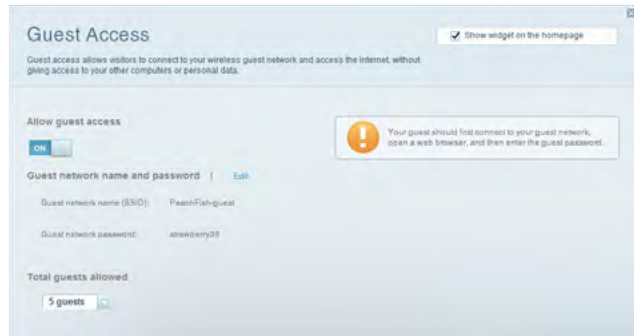 Guest Access
Show widget on the homepage
Guest access allows visitors to connect to your wireless guest network and access the Internet, without
giving access to your other computers or personal data.
Allow guest access
ON
Your guest should first connect to your guest network,
open a web browser, and then enter the guest password.
Guest network name and password | Edit
Guest network name (SSID): PeachFish-guest
Guest network password: strawberry38
Total guests allowed
5 guests